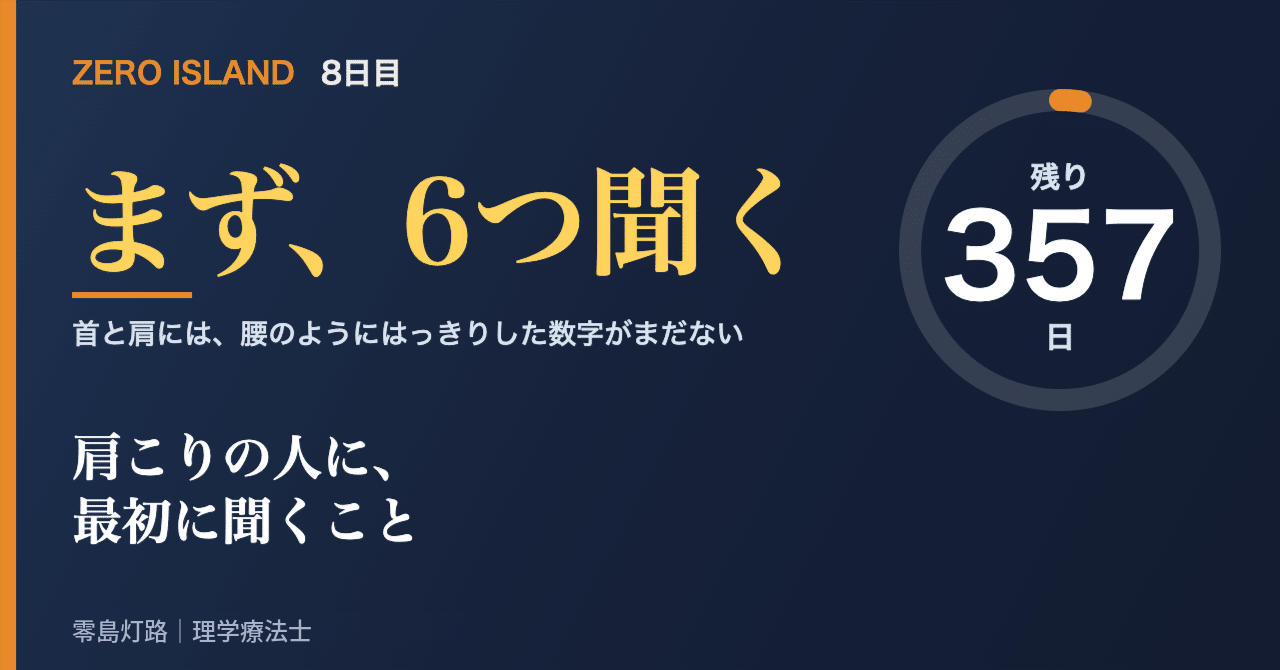 ZERO ISLAND 8日目
まず、6つ聞く
首と肩には、腰のようにはっきりした数字がまだない
残り
357
日
肩こりの人に、
最初に聞くこと
零島灯路｜理学療法士